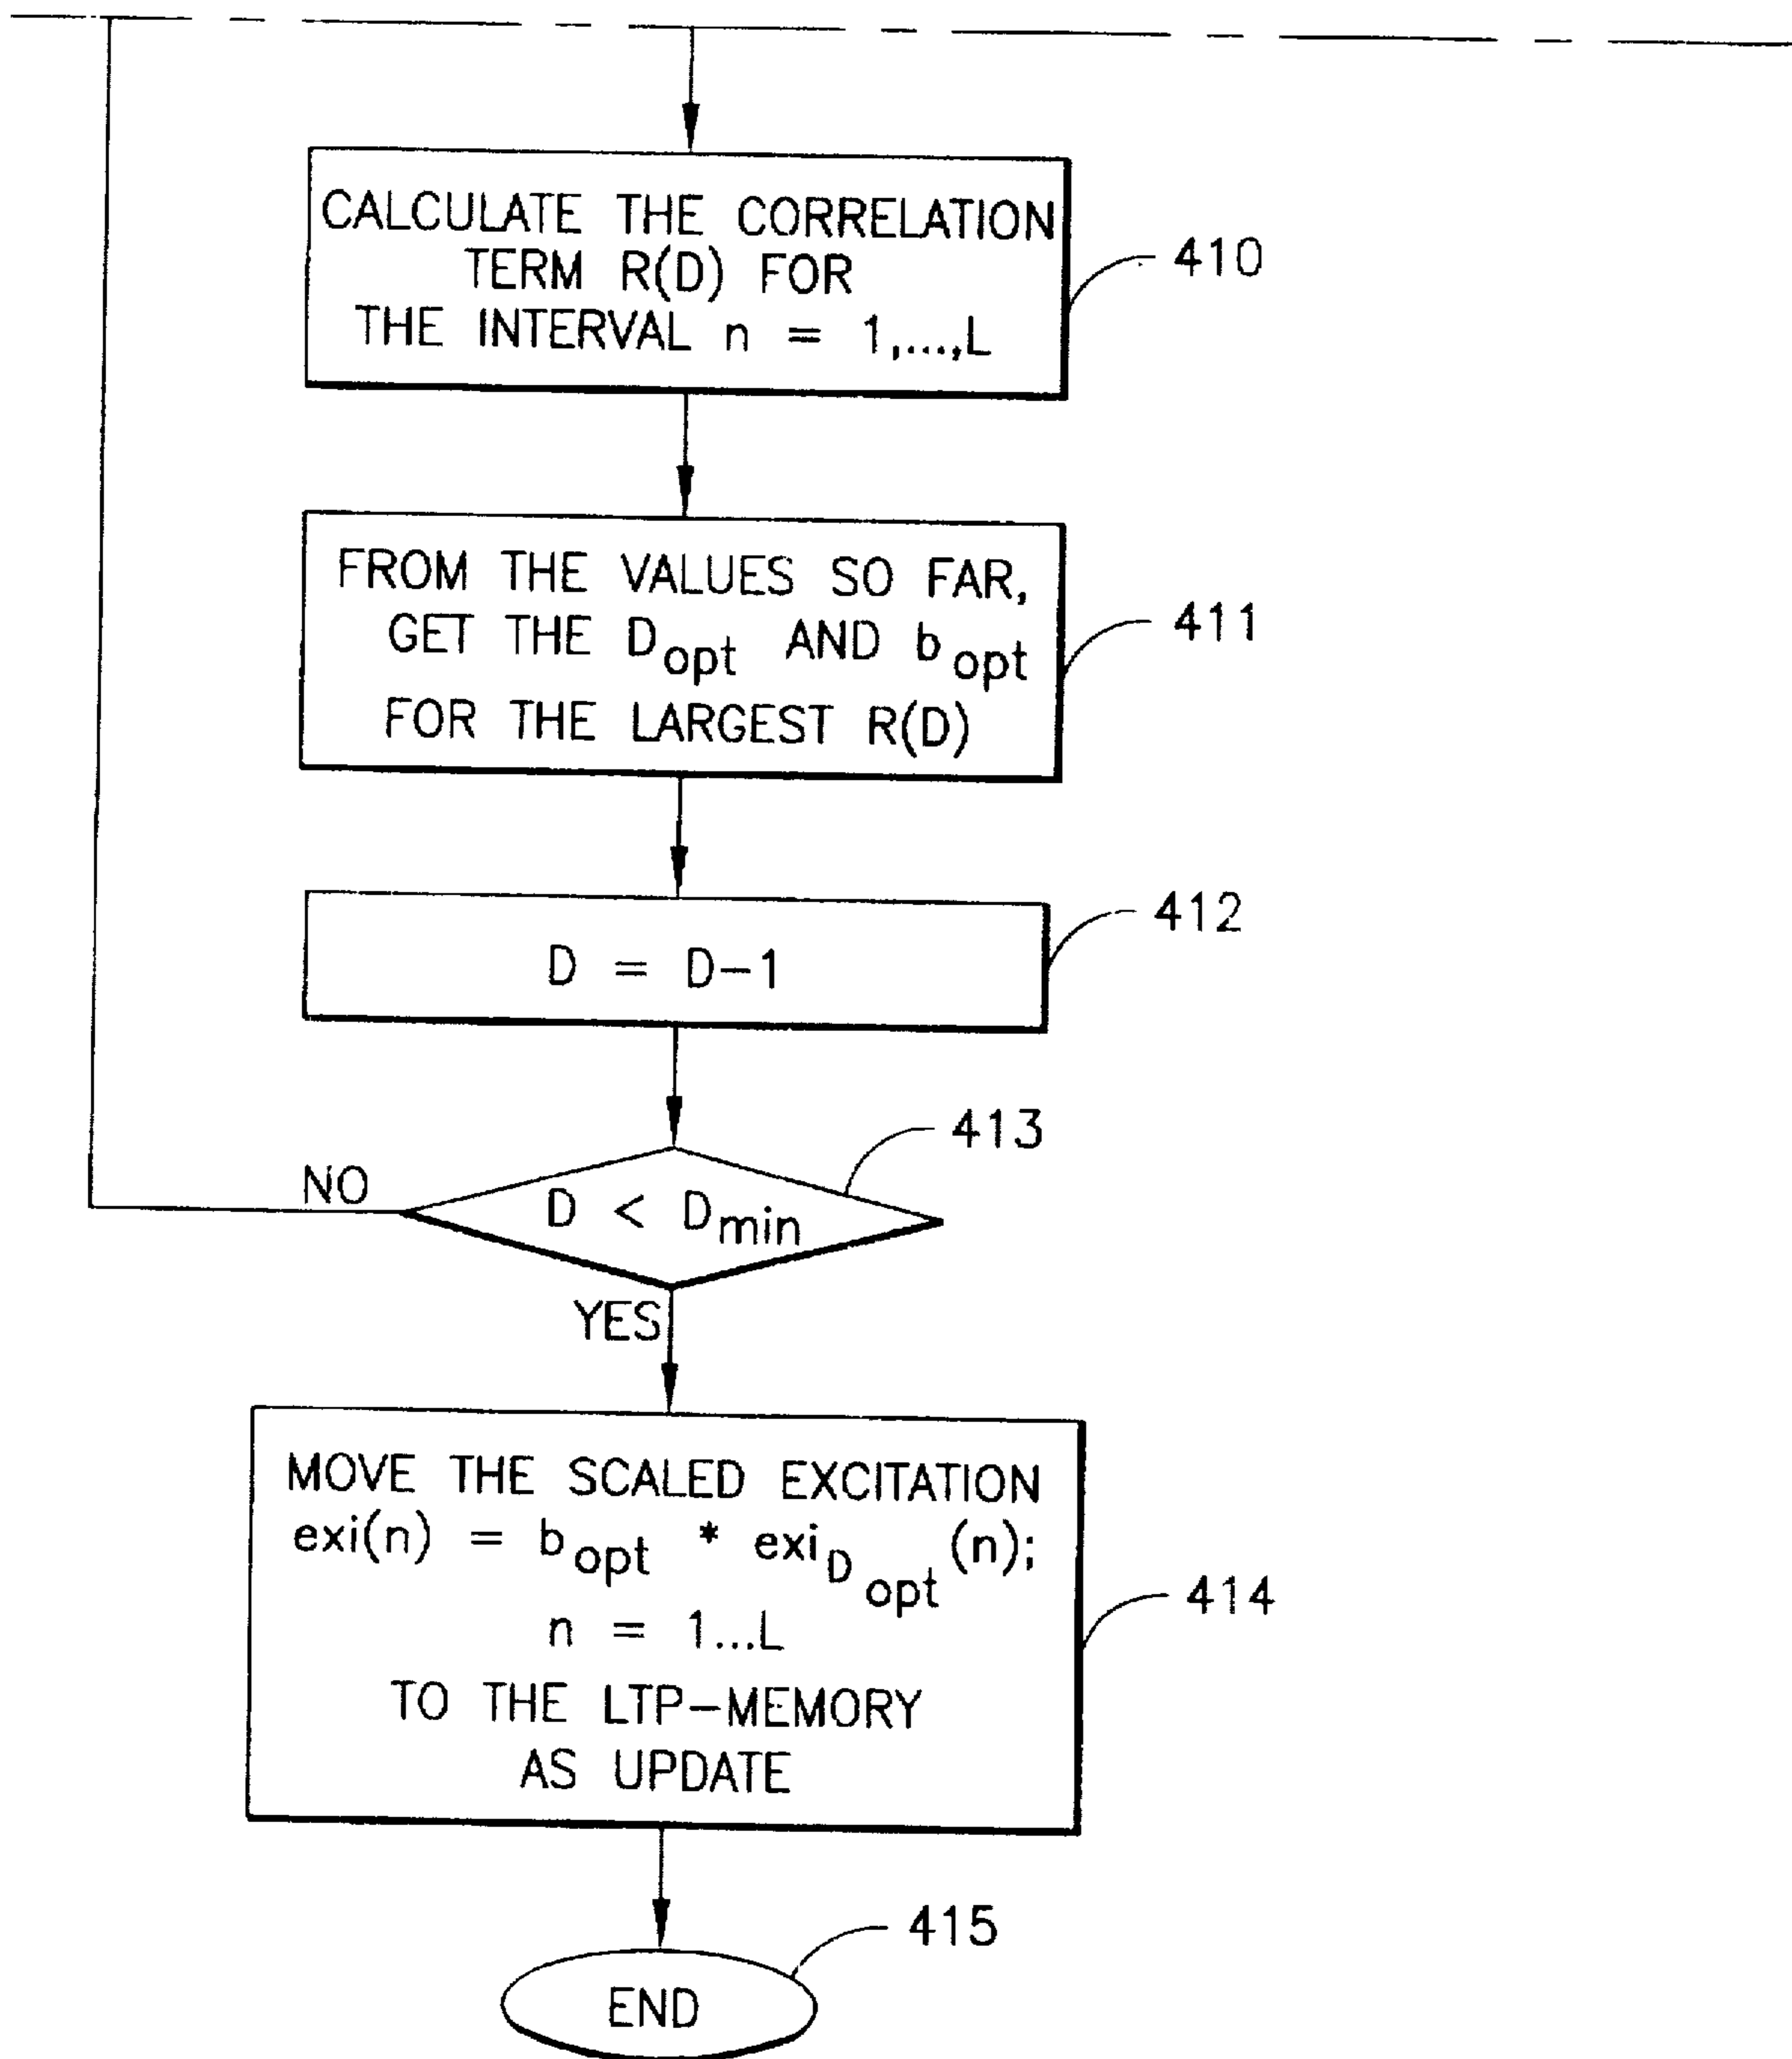 CALCULATE THE CORRELATION
TERM R(D) FOR
THE INTERVAL n = 1,...,L
410
FROM THE VALUES SO FAR,
GET THE Dopt AND bopt
FOR THE LARGEST R(D)
411
D = D-1
412
413
NO
D < Dmin
YES
MOVE THE SCALED EXCITATION
exi(n) = bopt * exiDopt(n);
n = 1...L
TO THE LTP-MEMORY
AS UPDATE
414
415
END